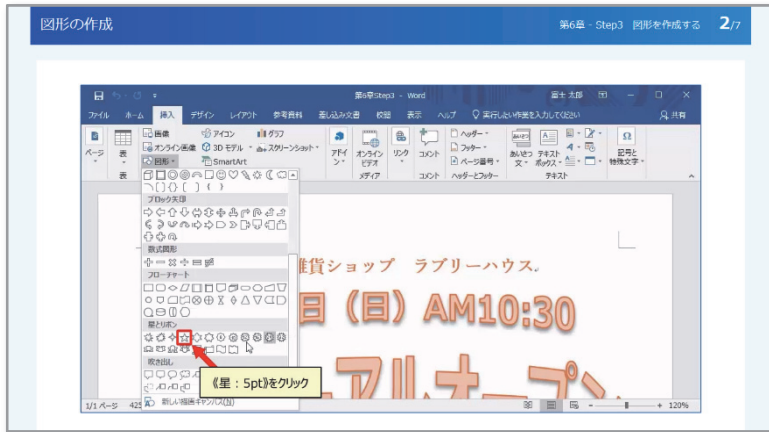 図形の作成
第6章 - Step3 図形を作成する 2/7
第6章Step3 - Word
富士太郎
ファイル ホーム 挿入 デザイン レイアウト 参考資料 差し込み文書 校閲 表示 ヘルプ 実行したい作業を入力してください 共有
ページ
表
画像
オンライン画像
図形
アイコン
3D モデル
SmartArt
グラフ
スクリーンショット
アドイン
オンラインビデオ
リンク
コメント
ヘッダー
フッター
ページ番号
あいさつ文
テキストボックス
記号と特殊文字
表
メディア
コメント
ヘッダーとフッター
テキスト
ブロック矢印
数式図形
フローチャート
星とリボン
吹き出し
新しい描画キャンバス(N)
雑貨ショップ ラブリーハウス
日（日）AM10:30
アルオープン
《星：5pt》をクリック
1/1 ページ
120%